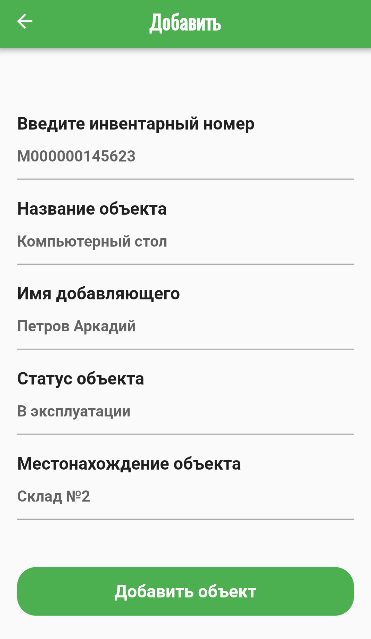 Добавить
Введите инвентарный номер
М000000145623
Название объекта
Компьютерный стол
Имя добавляющего
Петров Аркадий
Статус объекта
В эксплуатации
Местонахождение объекта
Склад №2
Добавить объект